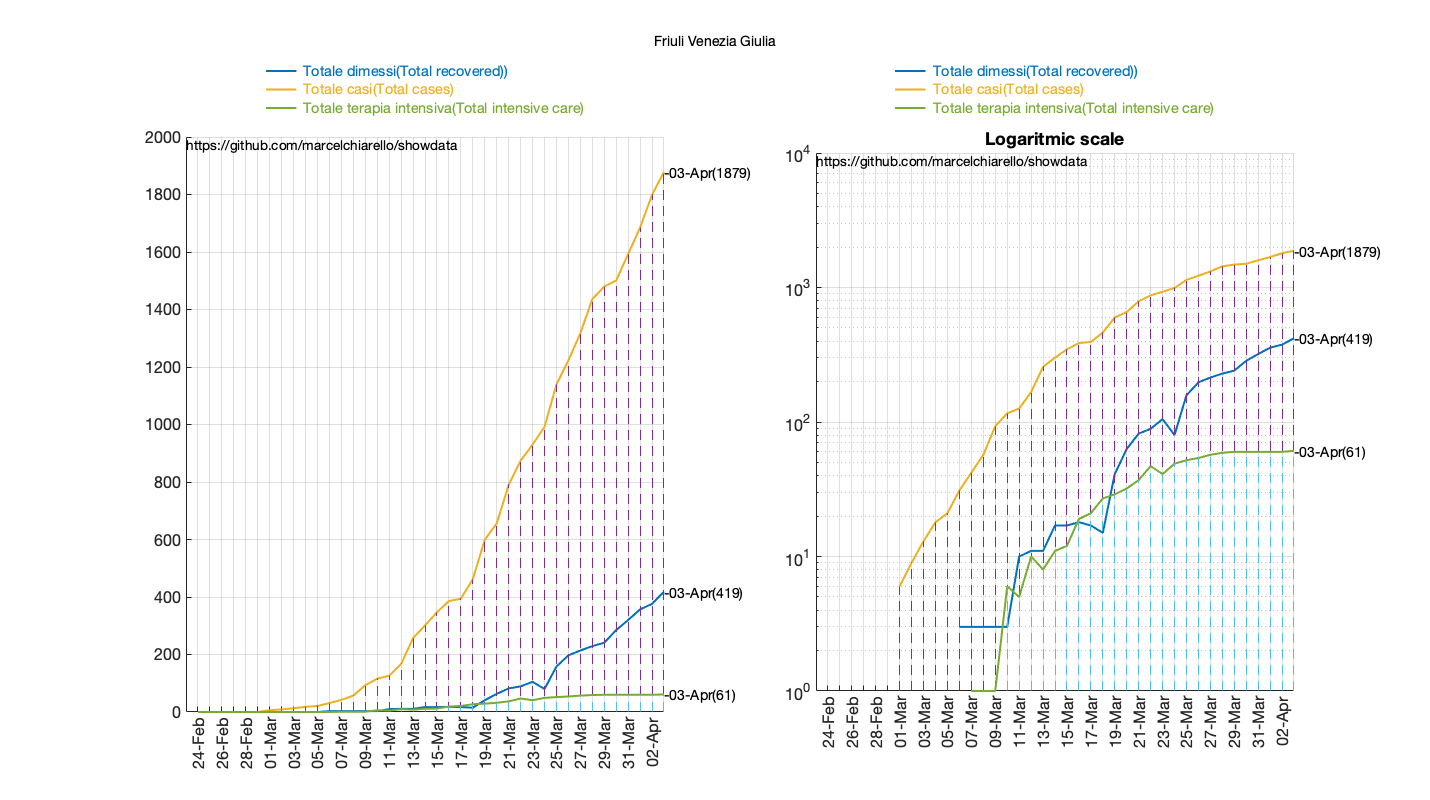 Friuli Venezia Giulia
Totale dimessi(Total recovered))
Totale casi(Total cases)
Totale terapia intensiva(Total intensive care)
https://github.com/marcelchiarello/showdata
2000
1800
1600
1400
1200
1000
800
600
400
200
0
-03-Apr(1879)
-03-Apr(419)
-03-Apr(61)
24-Feb
26-Feb
28-Feb
01-Mar
03-Mar
05-Mar
07-Mar
09-Mar
11-Mar
13-Mar
15-Mar
17-Mar
19-Mar
21-Mar
23-Mar
25-Mar
27-Mar
29-Mar
31-Mar
02-Apr
Totale dimessi(Total recovered))
Totale casi(Total cases)
Totale terapia intensiva(Total intensive care)
Logaritmic scale
https://github.com/marcelchiarello/showdata
10^4
10^3
10^2
10^1
10^0
-03-Apr(1879)
-03-Apr(419)
-03-Apr(61)
24-Feb
26-Feb
28-Feb
01-Mar
03-Mar
05-Mar
07-Mar
09-Mar
11-Mar
13-Mar
15-Mar
17-Mar
19-Mar
21-Mar
23-Mar
25-Mar
27-Mar
29-Mar
31-Mar
02-Apr